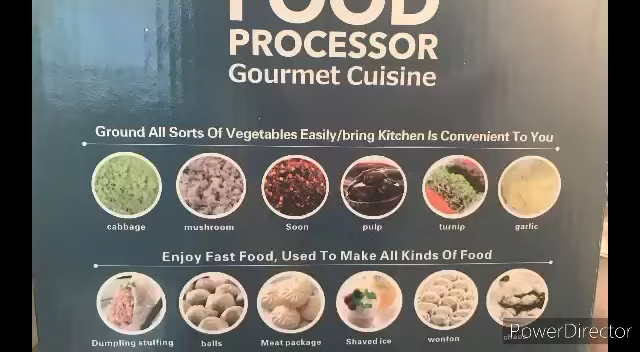 FOOD
PROCESSOR
Gourmet Cuisine
Ground All Sorts Of Vegetables Easily/bring Kitchen Is Convenient To You
cabbage mushroom Soon pulp turnip garlic
Enjoy Fast Food, Used To Make All Kinds Of Food
Dumpling stuffing balls Meat package Shaved ice wonton
PowerDirector